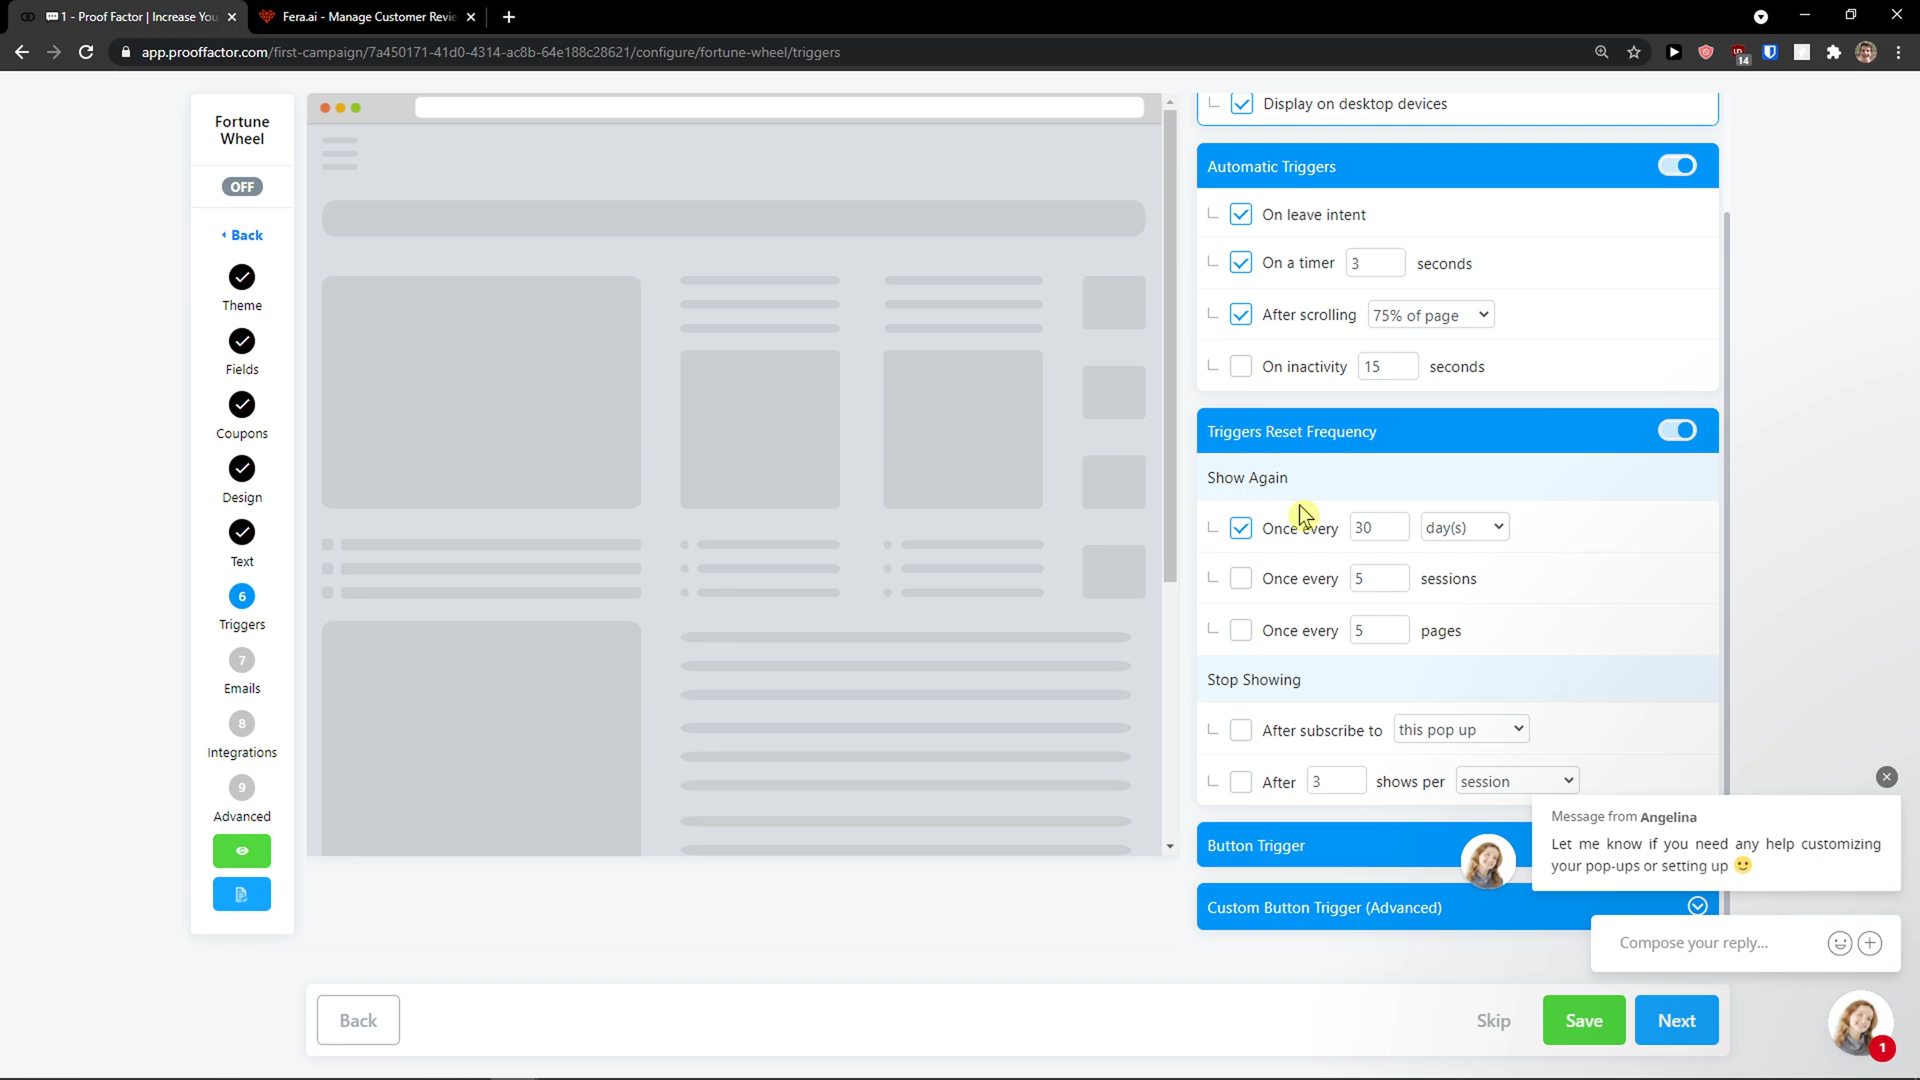 1 - Proof Factor | Increase You
Fera.ai - Manage Customer Revie
app.prooffactor.com/first-campaign/7a450171-41d0-4314-ac8b-64e188c28621/configure/fortune-wheel/triggers
14
Fortune
Wheel
OFF
Back
Theme
Fields
Coupons
Design
Text
6
Triggers
7
Emails
8
Integrations
9
Advanced
Display on desktop devices
Automatic Triggers
On leave intent
On a timer 3 seconds
After scrolling 75% of page
On inactivity 15 seconds
Triggers Reset Frequency
Show Again
Once every 30 day(s)
Once every 5 sessions
Once every 5 pages
Stop Showing
After subscribe to this pop up
After 3 shows per session
Button Trigger
Custom Button Trigger (Advanced)
Message from Angelina
Let me know if you need any help customizing
your pop-ups or setting up 🙂
Compose your reply...
Back
Skip
Save
Next
1